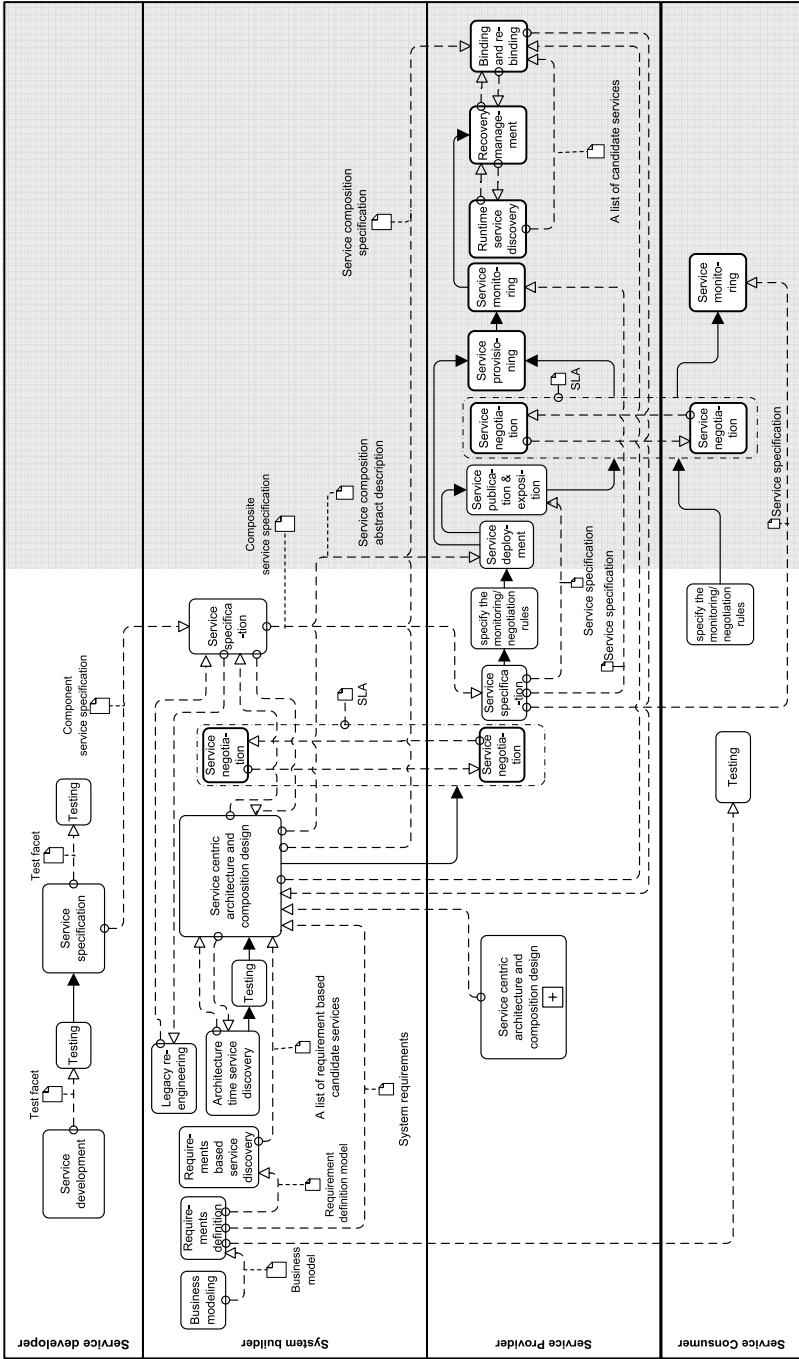 Service developer
Service
development
Test facet
Testing
Service
specification
Test facet
Testing
Component
service specification
System builder
Business
modeling
Business
model
Require-
ments
definition
Requirement
definition model
Require-
ments
based
service
discovery
A list of requirement based
candidate services
System requirements
Legacy re-
engineering
Architecture
time service
discovery
Testing
Service centric
architecture and
composition design
Service
negotia-
tion
SLA
Service
specifica
-tion
Composite
service specification
Service composition
abstract description
Service composition
specification
Service Provider
Service centric
architecture and
composition design
+
Service
negotia-
tion
Service
specifica
-tion
specify the
monitoring/
negotiation
rules
Service
deploy-
ment
Service
publica-
tion &
exposi-
tion
Service specification
Service specification
Service
negotia-
tion
SLA
Service
provisio-
ning
Service
monito-
ring
Runtime
service
discovery
Recovery
manage-
ment
Binding
and re-
binding
A list of candidate services
Service Consumer
Testing
specify the
monitoring/
negotiation
rules
Service
negotia-
tion
Service specification
Service
monito-
ring